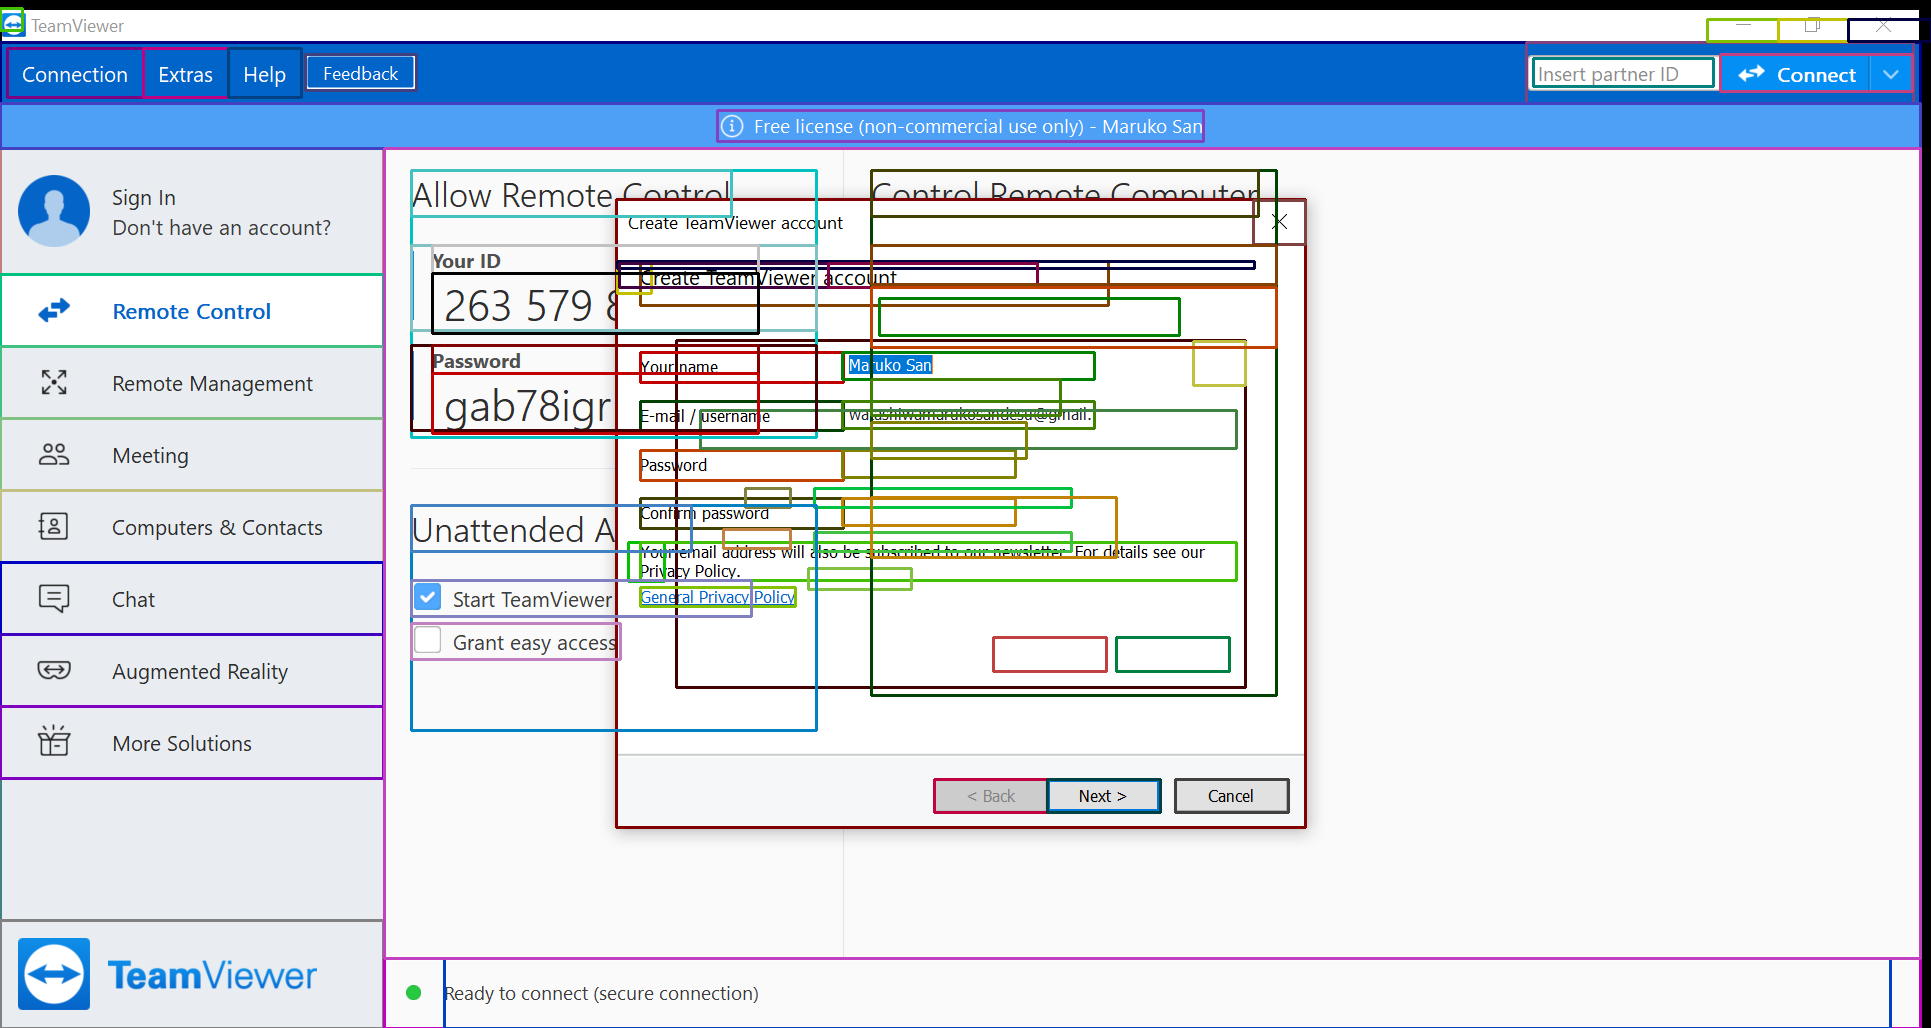 TeamViewer
Connection Extras Help Feedback
Insert partner ID Connect
Free license (non-commercial use only) - Maruko San
Sign In
Don't have an account?
Remote Control
Remote Management
Meeting
Computers & Contacts
Chat
Augmented Reality
More Solutions
TeamViewer
Allow Remote Control
Your ID
263 579
Password
gab78igr
Unattended A
Start TeamViewer
Grant easy access
Control Remote Computer
Create TeamViewer account
Create TeamViewer account
Your name Maruko San
E-mail / username watashiwamarukosandesu@gmail.
Password
Confirm password
Your email address will also be subscribed to our newsletter. For details see our
Privacy Policy.
General Privacy Policy
< Back Next > Cancel
Ready to connect (secure connection)